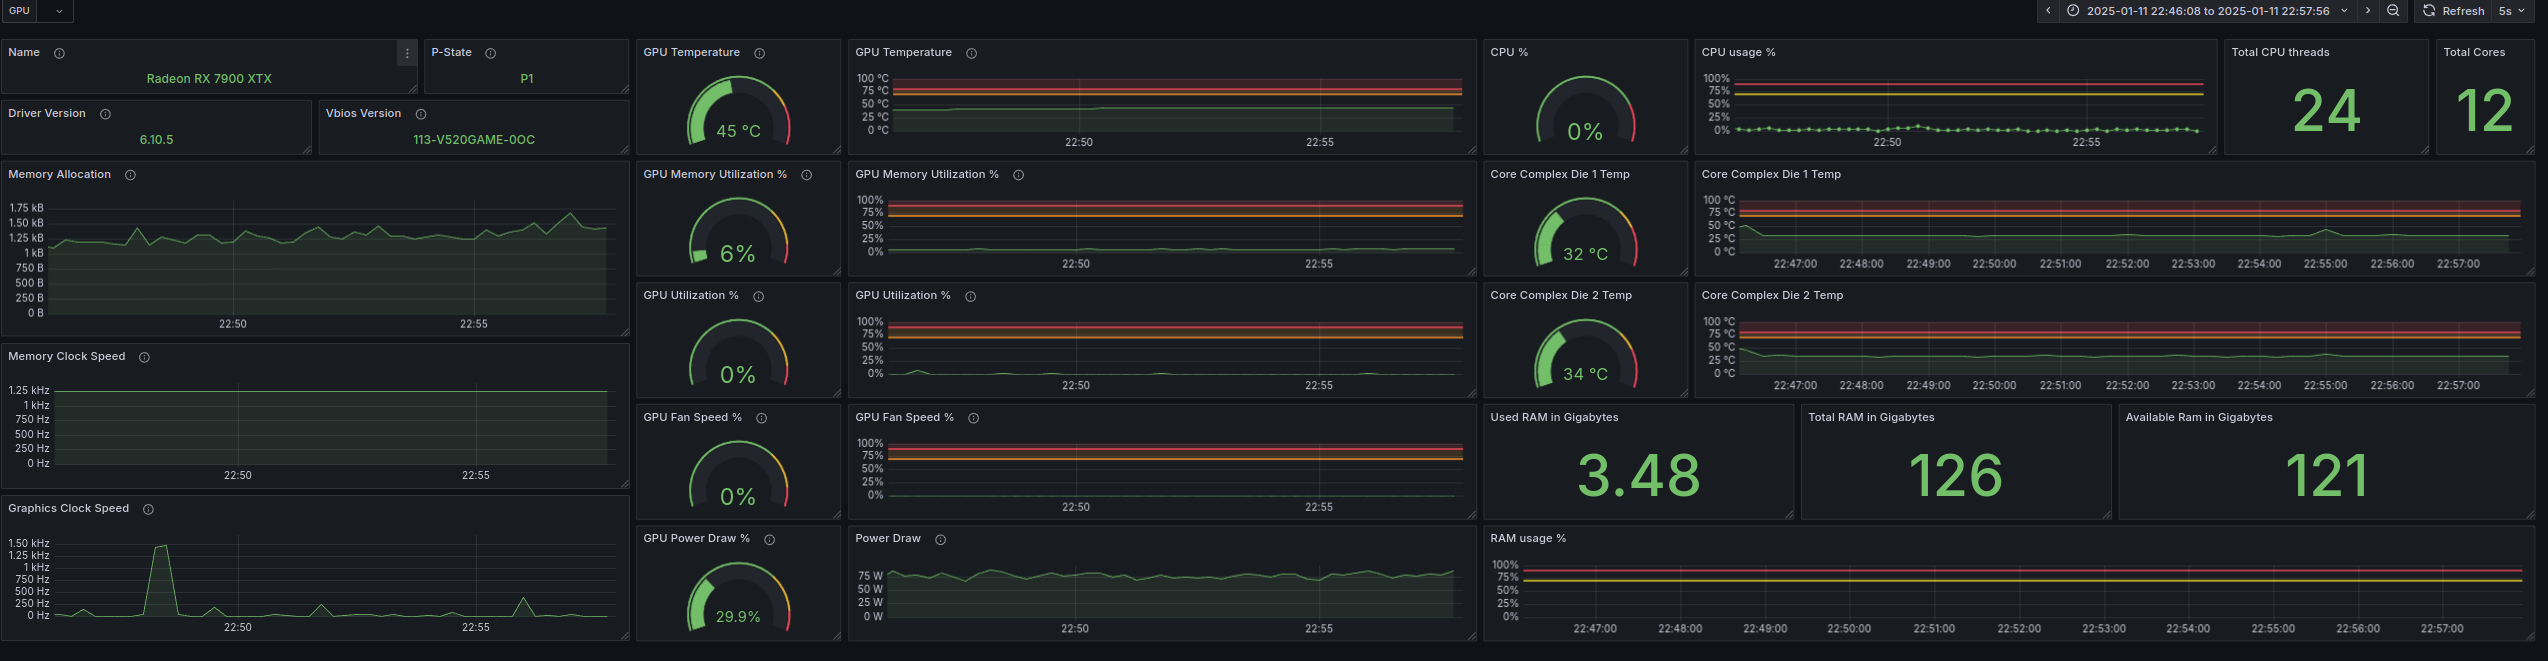 GPU
2025-01-11 22:46:08 to 2025-01-11 22:57:56
Refresh
5s
Name
Radeon RX 7900 XTX
P-State
P1
Driver Version
6.10.5
Vbios Version
113-V520GAME-0OC
Memory Allocation
1.75 kB
1.50 kB
1.25 kB
1 kB
750 B
500 B
250 B
0 B
22:50
22:55
Memory Clock Speed
1.25 kHz
1 kHz
750 Hz
500 Hz
250 Hz
0 Hz
22:50
22:55
Graphics Clock Speed
1.50 kHz
1.25 kHz
1 kHz
750 Hz
500 Hz
250 Hz
0 Hz
22:50
22:55
GPU Temperature
45 °C
GPU Memory Utilization %
6%
GPU Utilization %
0%
GPU Fan Speed %
0%
GPU Power Draw %
29.9%
GPU Temperature
100 °C
75 °C
50 °C
25 °C
0 °C
22:50
22:55
GPU Memory Utilization %
100%
75%
50%
25%
0%
22:50
22:55
GPU Utilization %
100%
75%
50%
25%
0%
22:50
22:55
GPU Fan Speed %
100%
75%
50%
25%
0%
22:50
22:55
Power Draw
75 W
50 W
25 W
0 W
22:50
22:55
CPU %
0%
CPU usage %
100%
75%
50%
25%
0%
22:50
22:55
Total CPU threads
24
Total Cores
12
Core Complex Die 1 Temp
32 °C
Core Complex Die 1 Temp
100 °C
75 °C
50 °C
25 °C
0 °C
22:47:00
22:48:00
22:49:00
22:50:00
22:51:00
22:52:00
22:53:00
22:54:00
22:55:00
22:56:00
22:57:00
Core Complex Die 2 Temp
34 °C
Core Complex Die 2 Temp
100 °C
75 °C
50 °C
25 °C
0 °C
22:47:00
22:48:00
22:49:00
22:50:00
22:51:00
22:52:00
22:53:00
22:54:00
22:55:00
22:56:00
22:57:00
Used RAM in Gigabytes
3.48
Total RAM in Gigabytes
126
Available Ram in Gigabytes
121
RAM usage %
100%
75%
50%
25%
0%
22:47:00
22:48:00
22:49:00
22:50:00
22:51:00
22:52:00
22:53:00
22:54:00
22:55:00
22:56:00
22:57:00